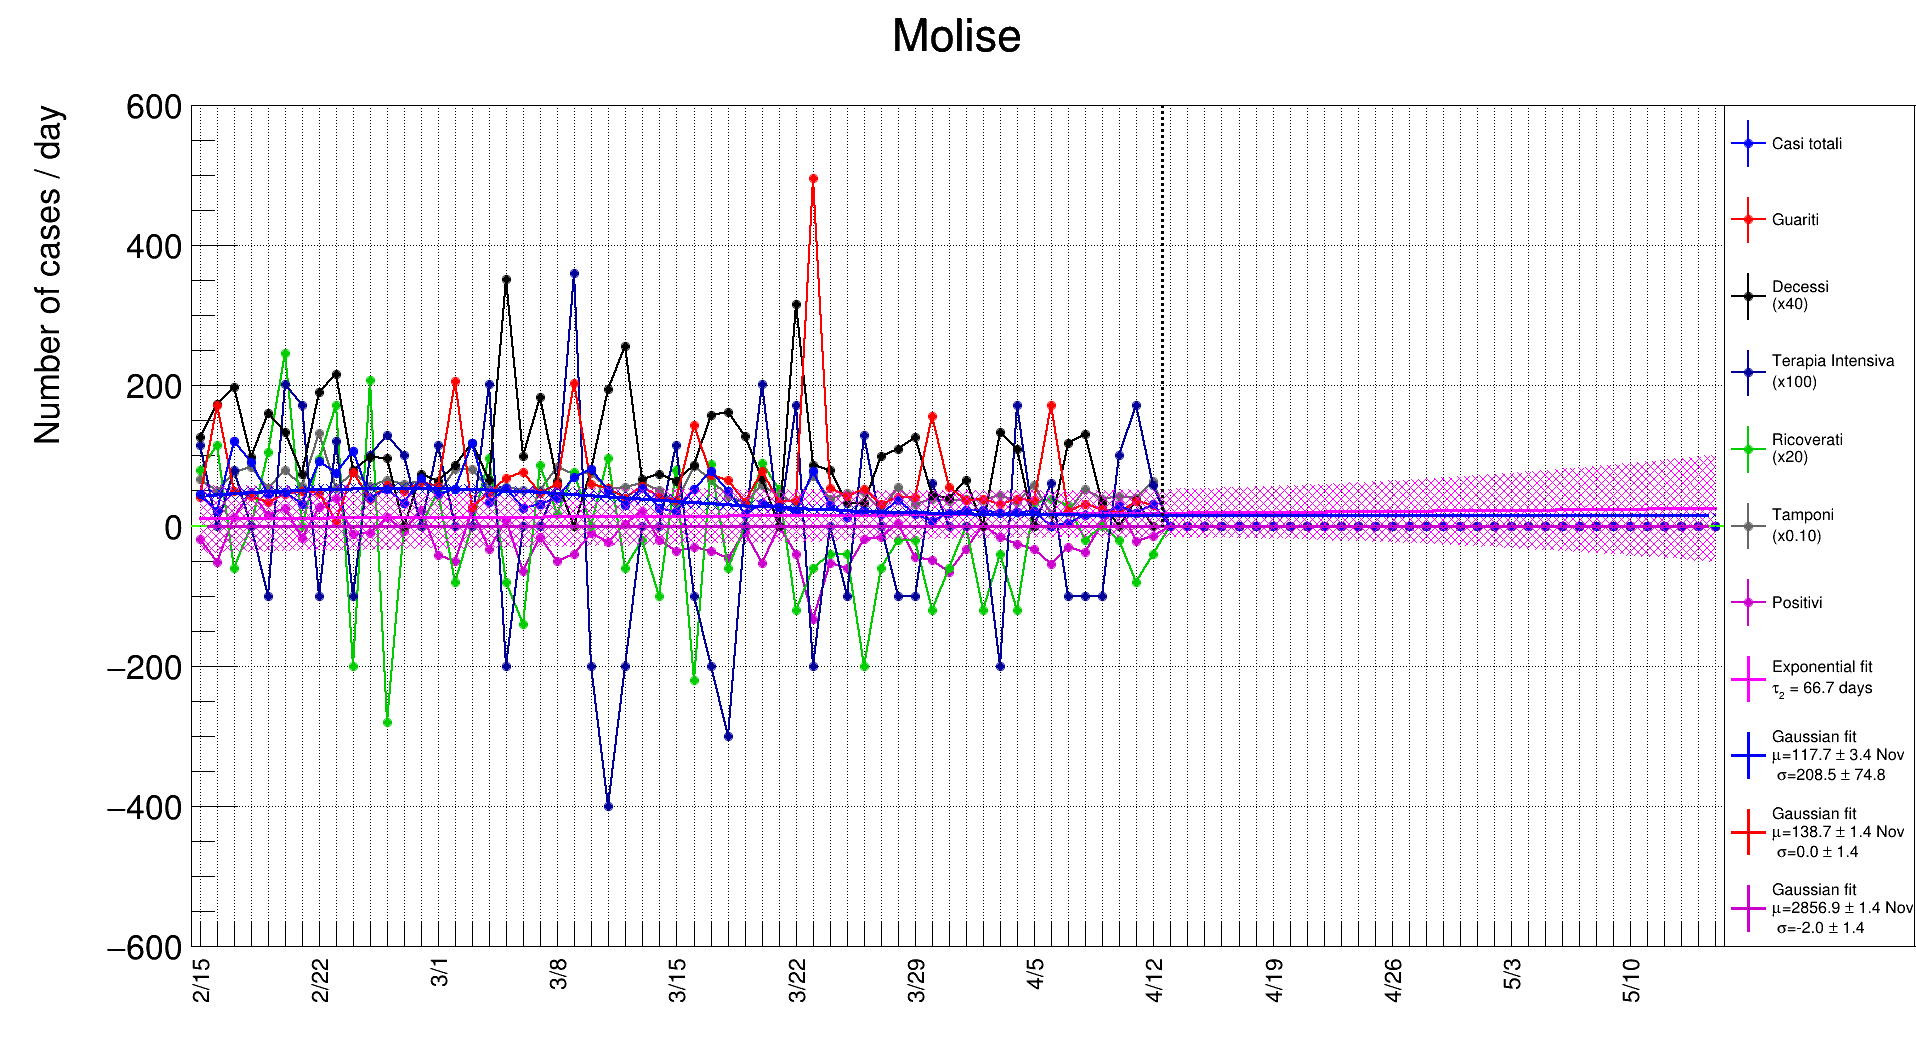 Molise
Number of cases / day
600
400
200
0
−200
−400
−600
2/15
2/22
3/1
3/8
3/15
3/22
3/29
4/5
4/12
4/19
4/26
5/3
5/10
Casi totali
Guariti
Decessi
(x40)
Terapia Intensiva
(x100)
Ricoverati
(x20)
Tamponi
(x0.10)
Positivi
Exponential fit
τ2 = 66.7 days
Gaussian fit
μ=117.7 ± 3.4 Nov
σ=208.5 ± 74.8
Gaussian fit
μ=138.7 ± 1.4 Nov
σ=0.0 ± 1.4
Gaussian fit
μ=2856.9 ± 1.4 Nov
σ=-2.0 ± 1.4